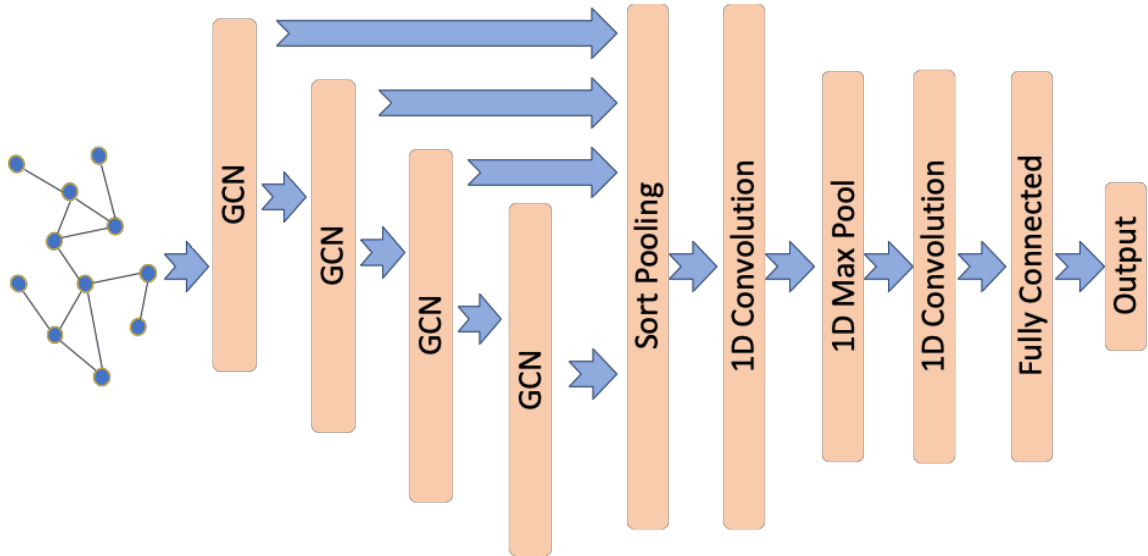 GCN
GCN
GCN
GCN
Sort Pooling
1D Convolution
1D Max Pool
1D Convolution
Fully Connected
Output